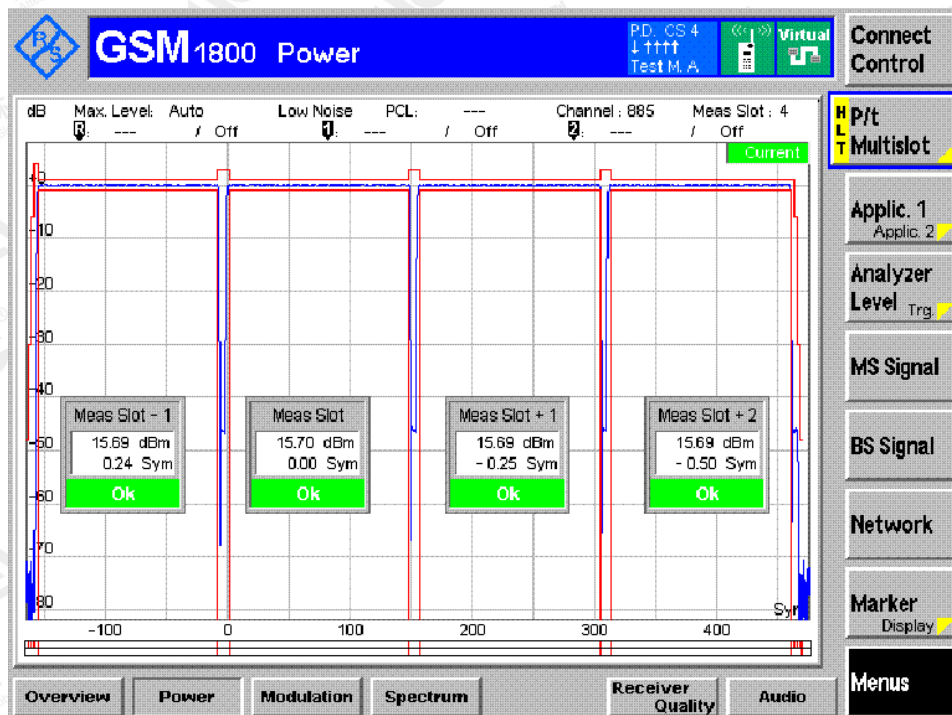 R&S
GSM 1800 Power
P.D. CS 4
↓ ↑↑↑↑
Test M. A.
Virtual
Connect
Control
dB Max. Level: Auto Low Noise PCL: --- Channel : 885 Meas Slot : 4
R: --- / Off 1: --- / Off 2: --- / Off
Current
HLT
P/t
Multislot
Applic. 1
Applic. 2
Analyzer
Level Trg.
MS Signal
BS Signal
Network
Marker
Display
Menus
+0
-10
-20
-30
-40
-50
-60
-70
-80
Meas Slot - 1
15.69 dBm
0.24 Sym
Ok
Meas Slot
15.70 dBm
0.00 Sym
Ok
Meas Slot + 1
15.69 dBm
- 0.25 Sym
Ok
Meas Slot + 2
15.69 dBm
- 0.50 Sym
Ok
-100 0 100 200 300 400
Overview Power Modulation Spectrum Receiver Quality Audio